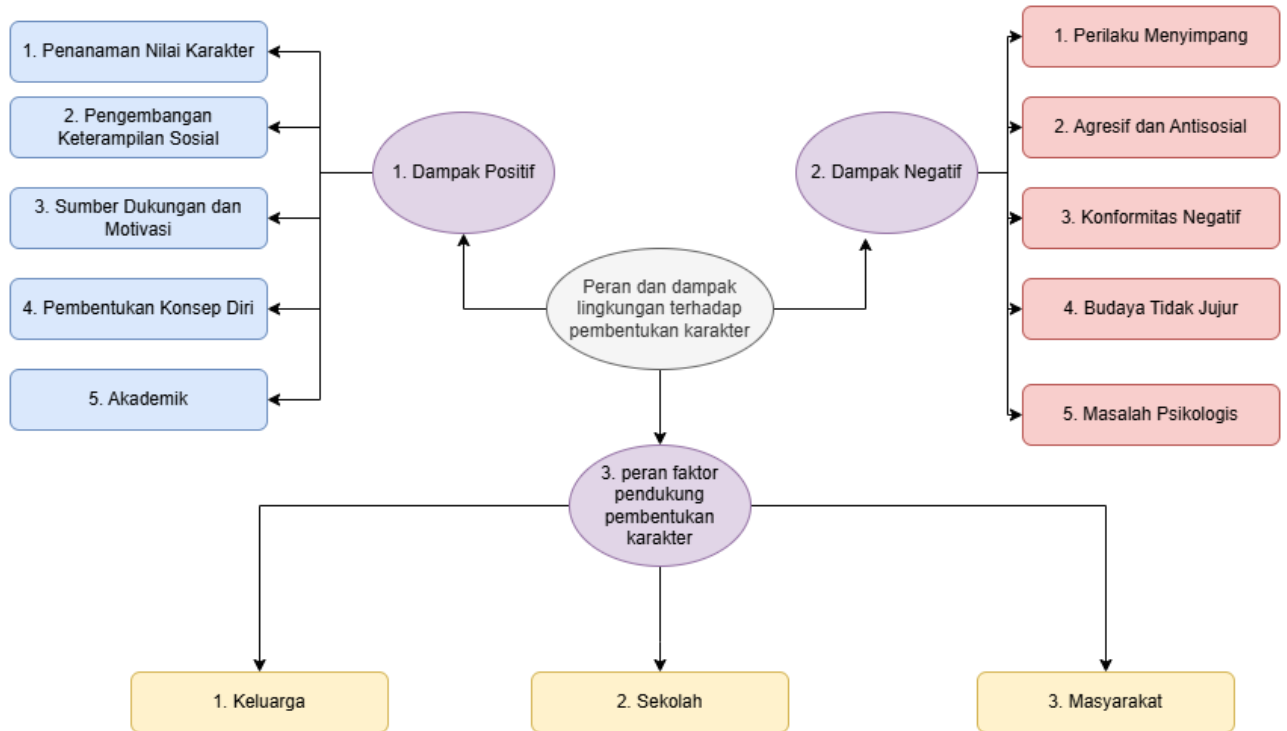 1. Penanaman Nilai Karakter
2. Pengembangan
Keterampilan Sosial
3. Sumber Dukungan dan
Motivasi
4. Pembentukan Konsep Diri
5. Akademik
1. Dampak Positif
2. Dampak Negatif
1. Perilaku Menyimpang
2. Agresif dan Antisosial
3. Konformitas Negatif
4. Budaya Tidak Jujur
5. Masalah Psikologis
Peran dan dampak
lingkungan terhadap
pembentukan karakter
3. peran faktor
pendukung
pembentukan
karakter
1. Keluarga
2. Sekolah
3. Masyarakat